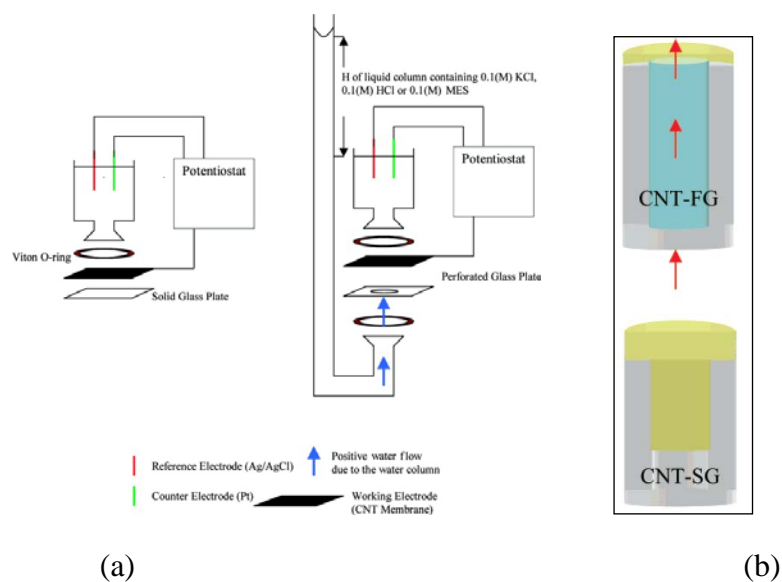 H of liquid column containing 0.1(M) KCl,
0.1(M) HCl or 0.1(M) MES
Potentiostat
Potentiostat
Viton O-ring
Solid Glass Plate
Perforated Glass Plate
Reference Electrode (Ag/AgCl)
Counter Electrode (Pt)
Positive water flow
due to the water column
Working Electrode
(CNT Membrane)
CNT-FG
CNT-SG
(a)
(b)